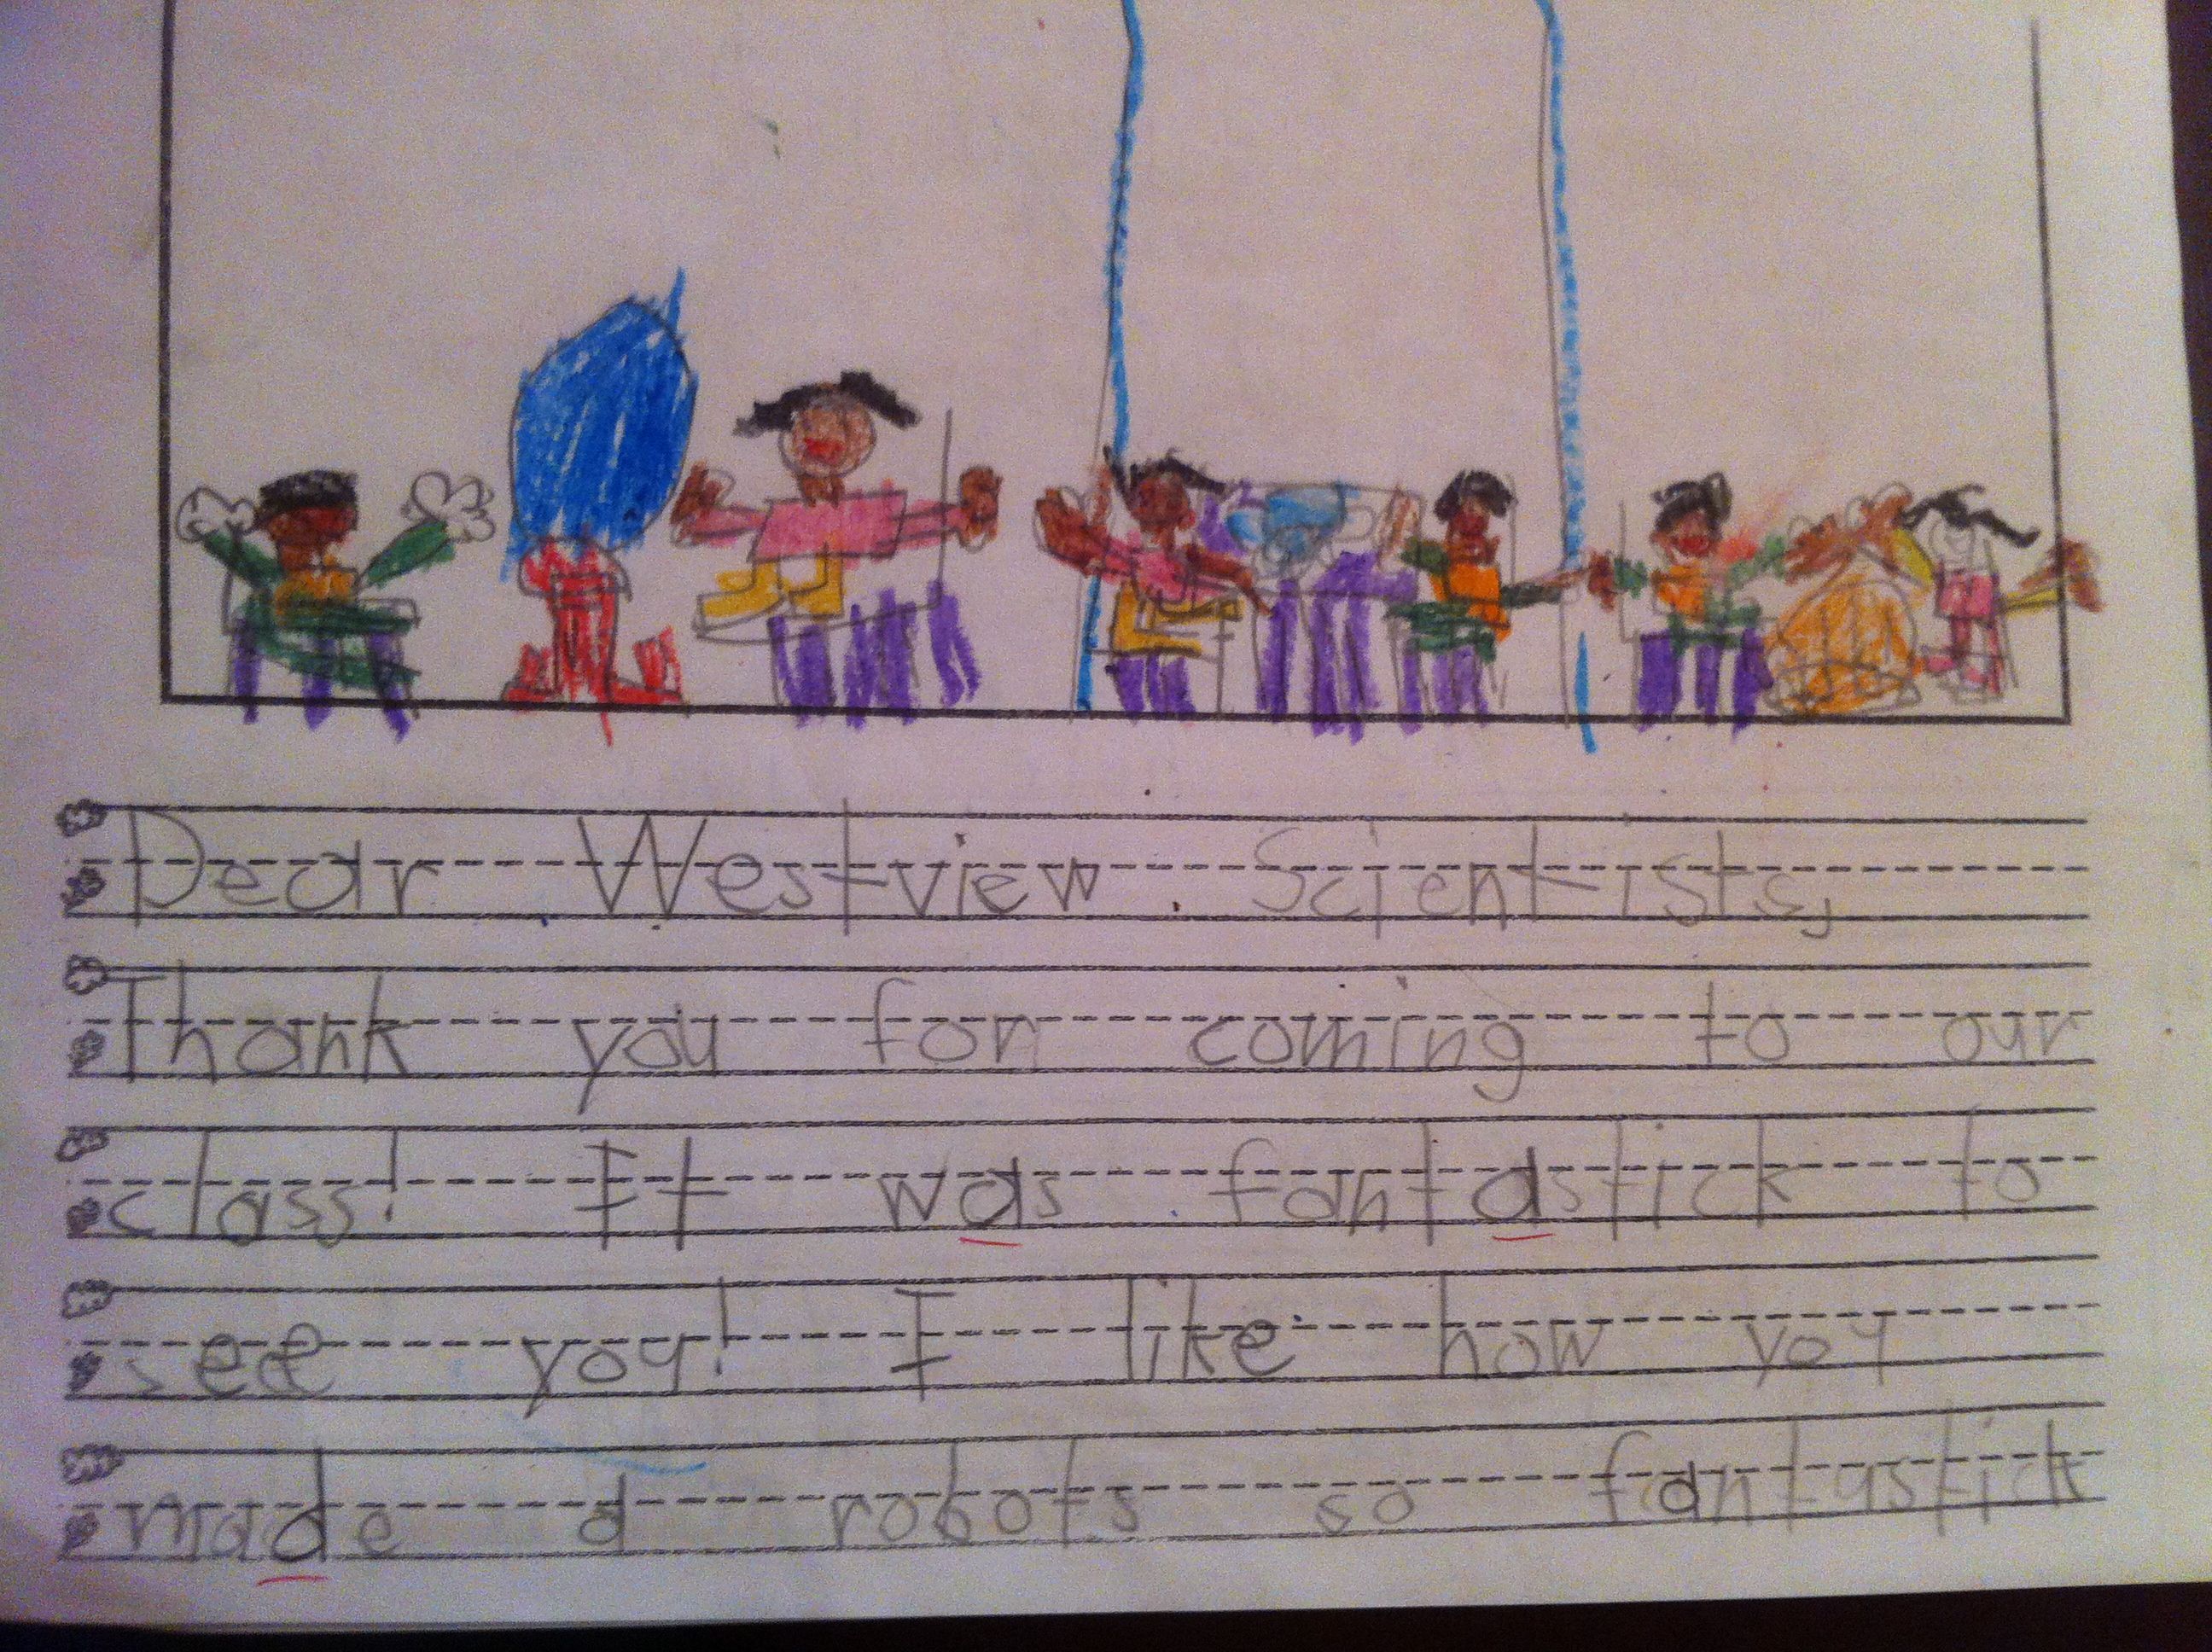 Dear Westview Scientists,
Thank you for coming to our
class! It was fantastick to
see you! I like how you
made a robots so fantastick